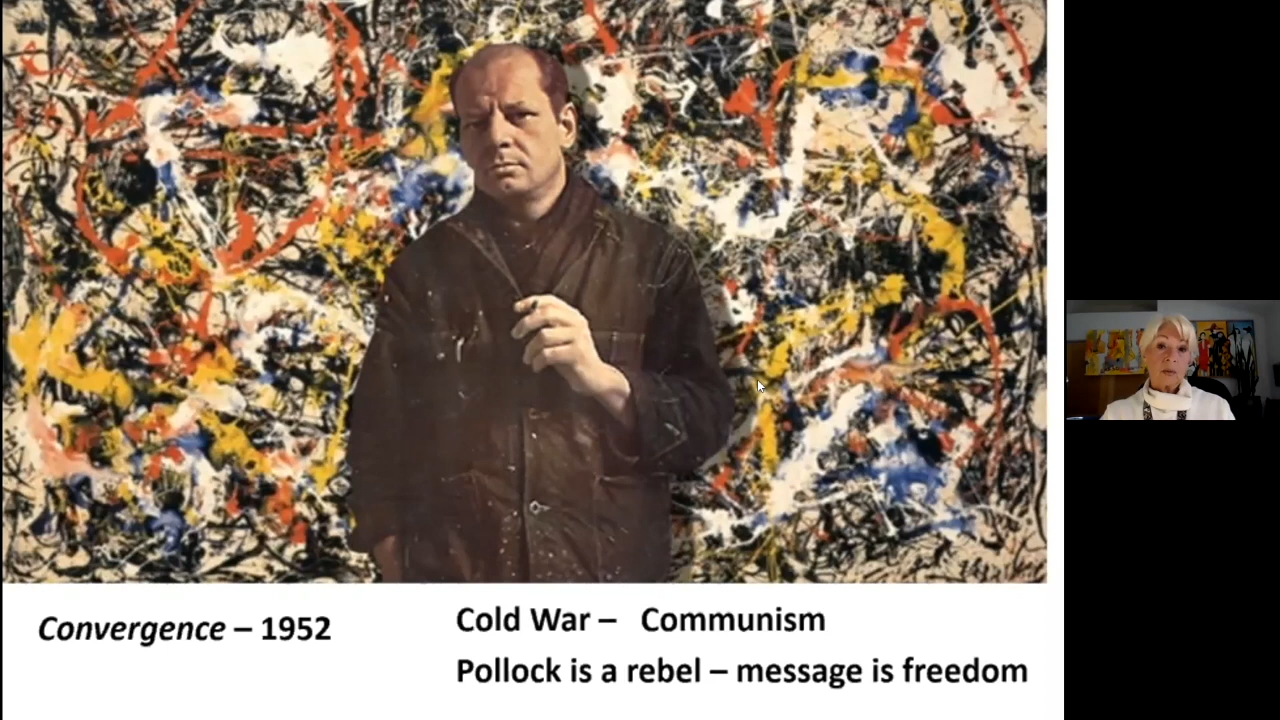 Convergence – 1952
Cold War – Communism
Pollock is a rebel – message is freedom